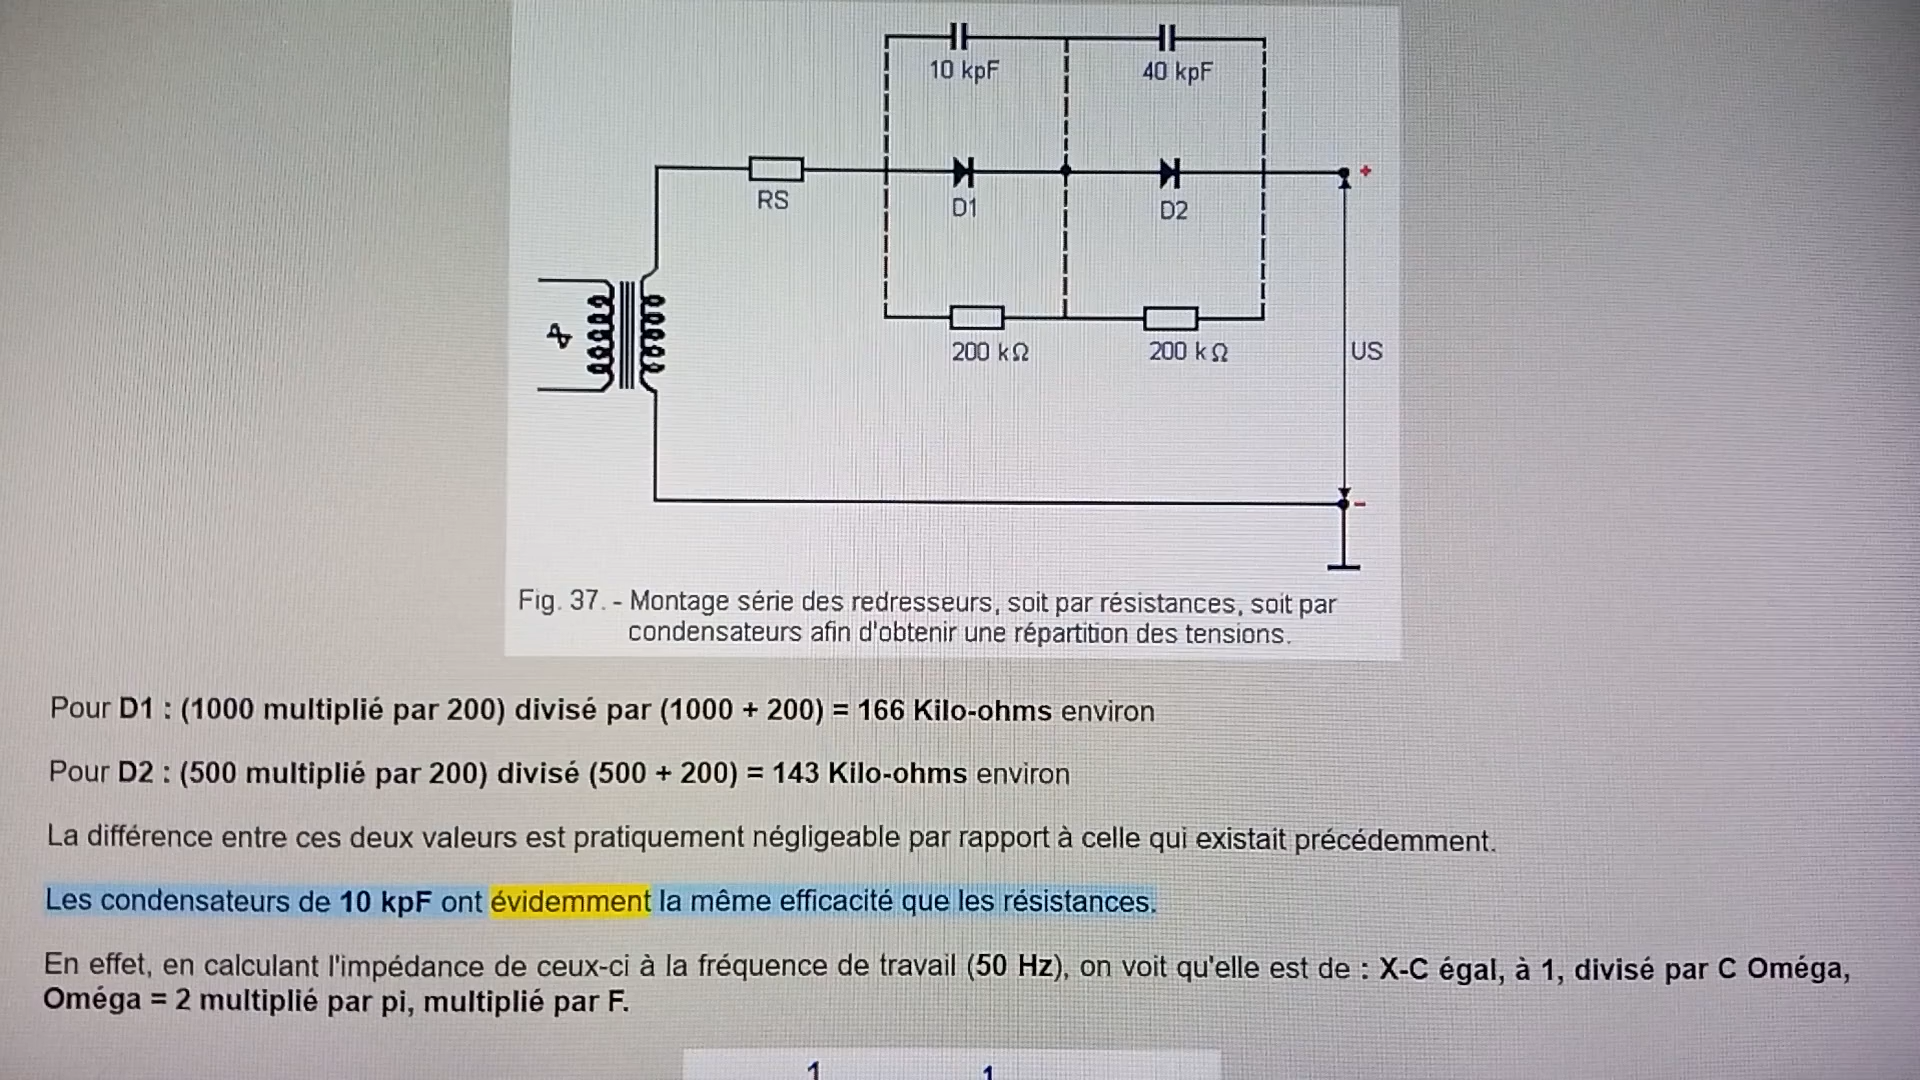 10 kpF
40 kpF
+
RS
D1
D2
200 kΩ
200 kΩ
US
-
Fig. 37. - Montage série des redresseurs, soit par résistances, soit par
condensateurs afin d'obtenir une répartition des tensions.
Pour D1 : (1000 multiplié par 200) divisé par (1000 + 200) = 166 Kilo-ohms environ
Pour D2 : (500 multiplié par 200) divisé (500 + 200) = 143 Kilo-ohms environ
La différence entre ces deux valeurs est pratiquement négligeable par rapport à celle qui existait précédemment.
Les condensateurs de 10 kpF ont évidemment la même efficacité que les résistances.
En effet, en calculant l'impédance de ceux-ci à la fréquence de travail (50 Hz), on voit qu'elle est de : X-C égal, à 1, divisé par C Oméga,
Oméga = 2 multiplié par pi, multiplié par F.
1 1